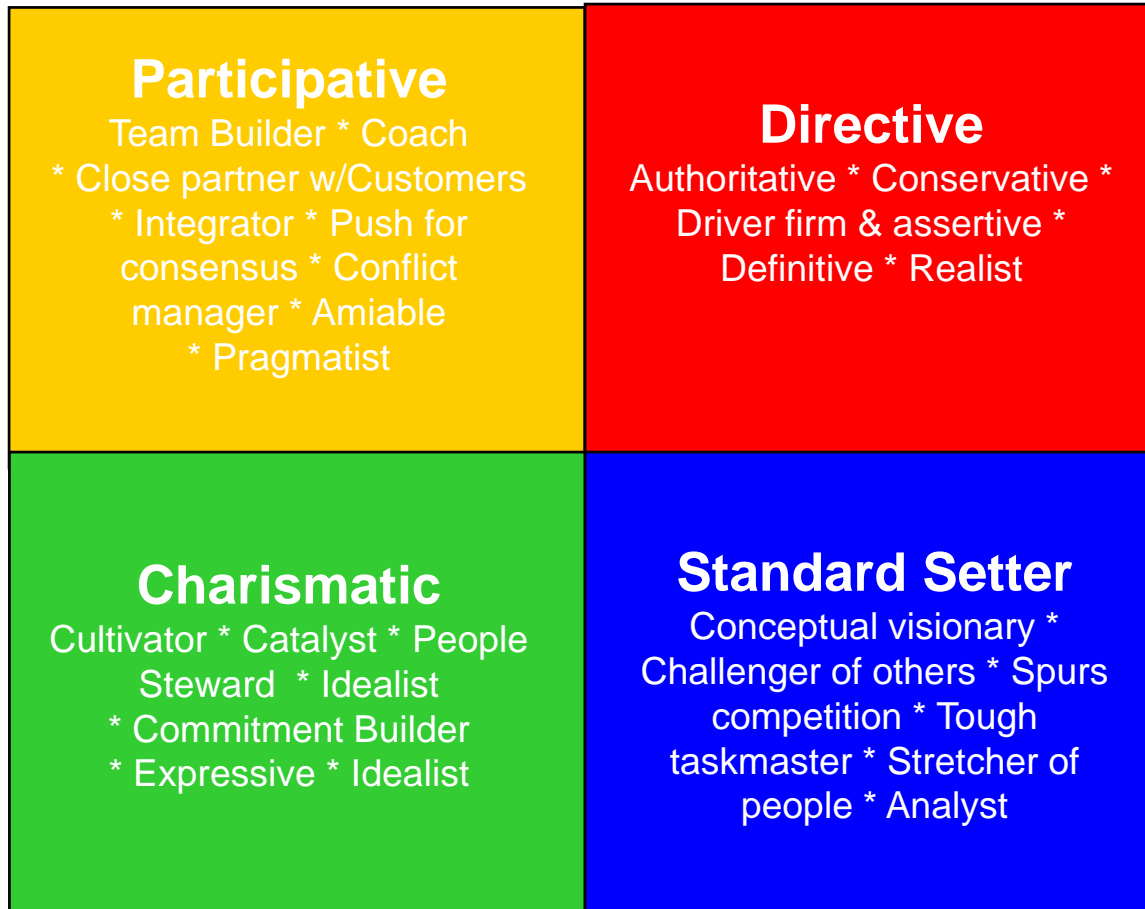 Participative
Team Builder * Coach
* Close partner w/Customers
* Integrator * Push for
consensus * Conflict
manager * Amiable
* Pragmatist
Directive
Authoritative * Conservative *
Driver firm & assertive *
Definitive * Realist
Charismatic
Cultivator * Catalyst * People
Steward * Idealist
* Commitment Builder
* Expressive * Idealist
Standard Setter
Conceptual visionary *
Challenger of others * Spurs
competition * Tough
taskmaster * Stretcher of
people * Analyst